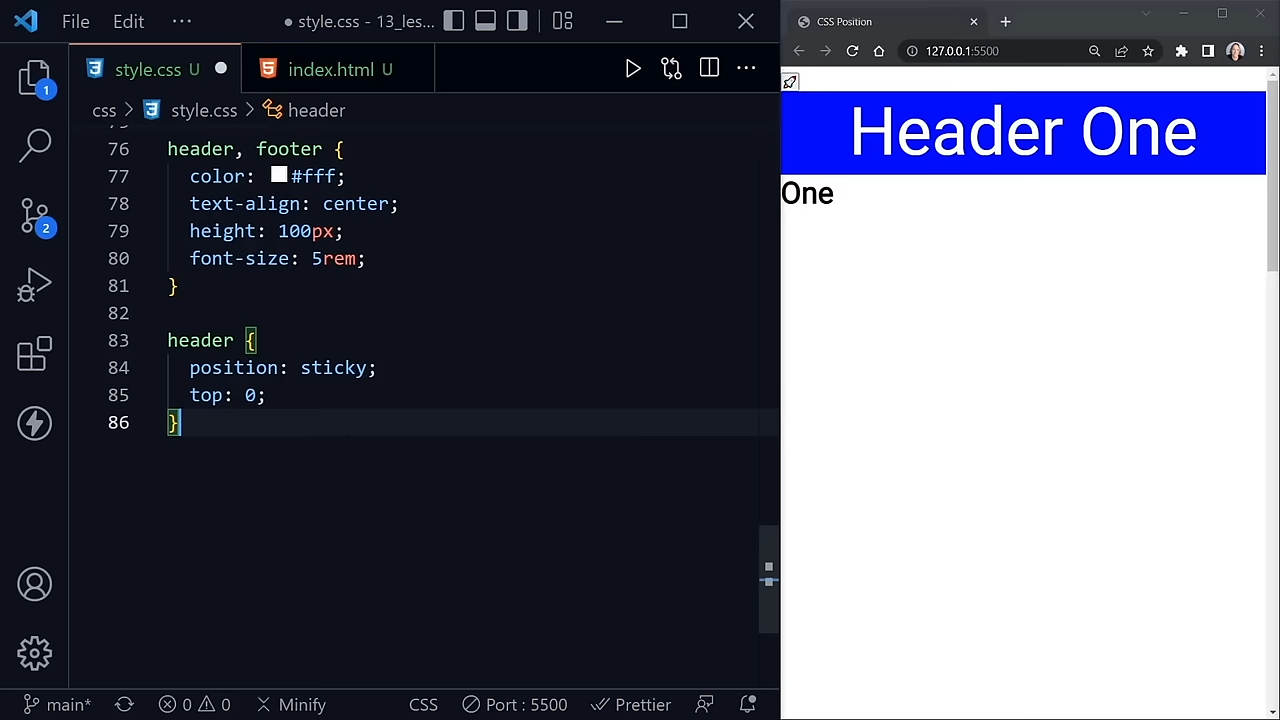 File Edit ··· style.css - 13_les...
style.css U index.html U
css > style.css > header
1
2
76 header, footer {
77 color: #fff;
78 text-align: center;
79 height: 100px;
80 font-size: 5rem;
81 }
82
83 header {
84 position: sticky;
85 top: 0;
86 }
main* 0 0 Minify CSS Port : 5500 Prettier
CSS Position
127.0.0.1:5500
Header One
One